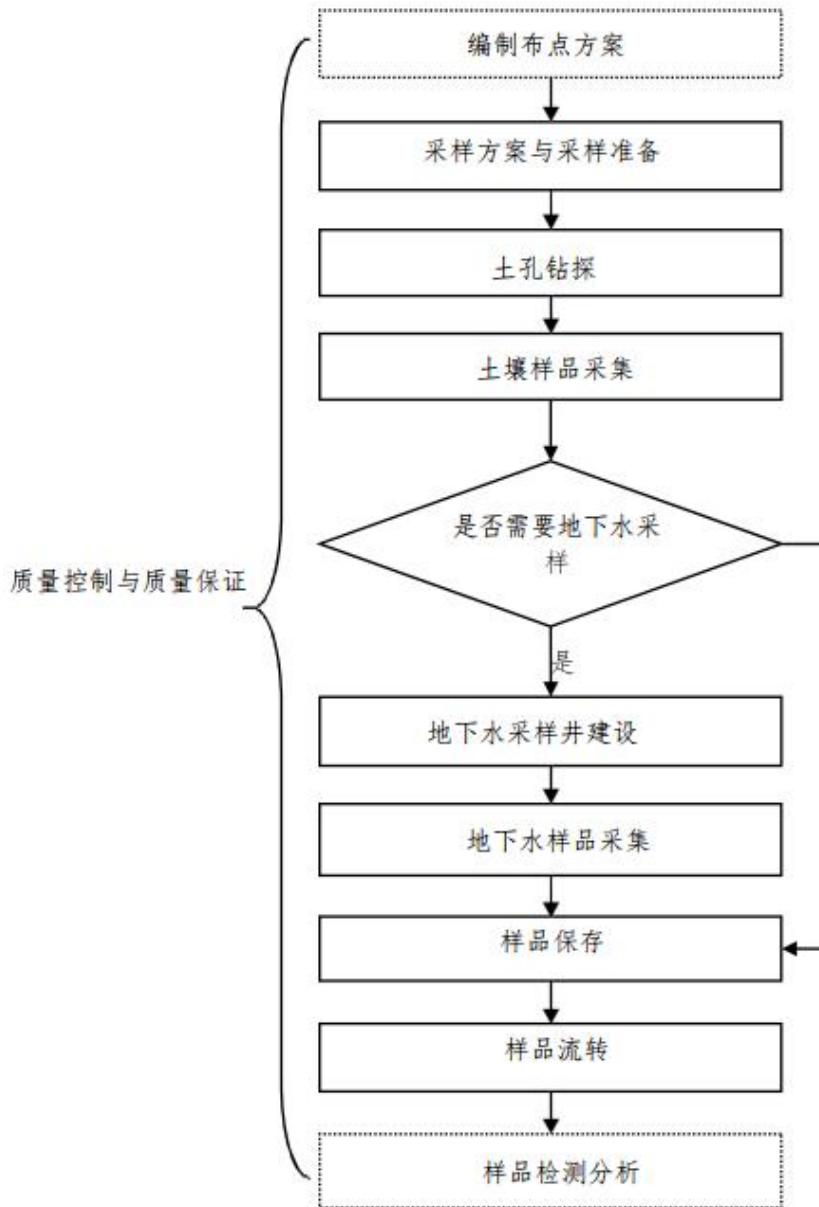 编制布点方案
采样方案与采样准备
土孔钻探
土壤样品采集
是否需要地下水采
样
质量控制与质量保证
是
地下水采样井建设
地下水样品采集
样品保存
样品流转
样品检测分析